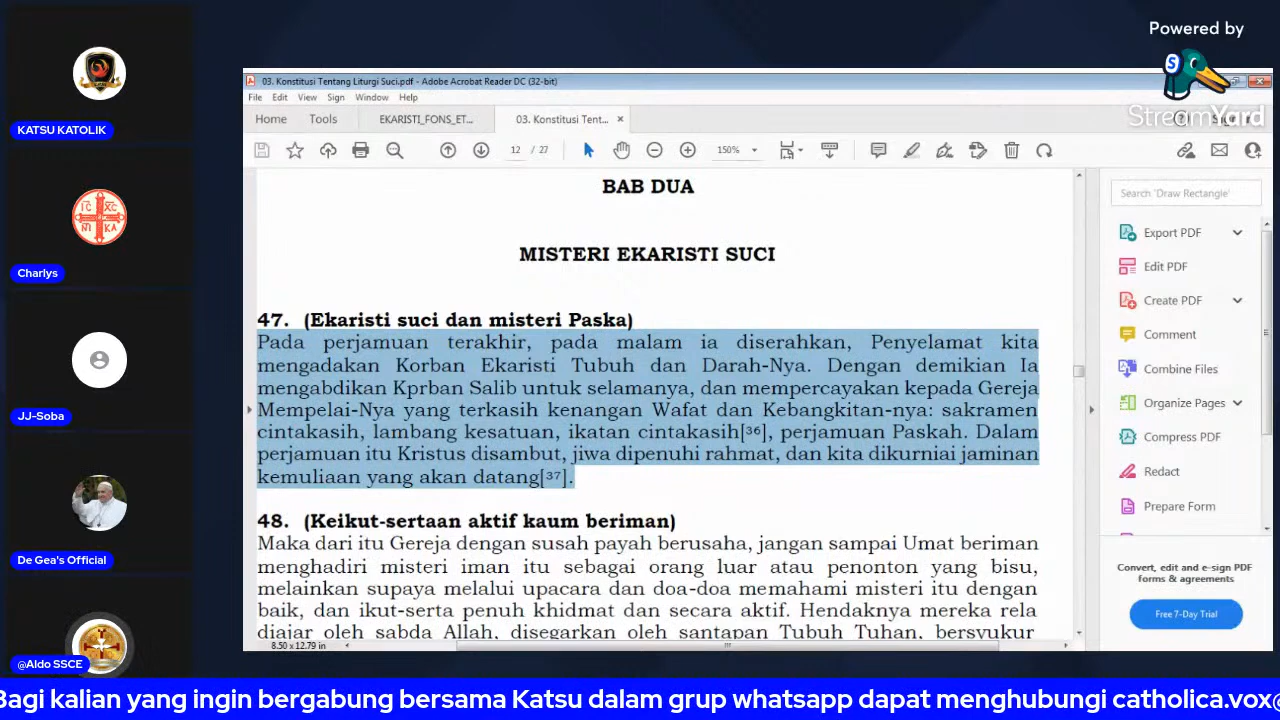 Powered by
StreamYard
KATSU KATOLIK
Charlys
JJ-Soba
De Gea's Official
@Aldo SSCE
03. Konstitusi Tentang Liturgi Suci.pdf - Adobe Acrobat Reader DC (32-bit)
File Edit View Sign Window Help
Home Tools EKARISTI_FONS_ET... 03. Konstitusi Tent... ×
12 / 27 150%
BAB DUA
MISTERI EKARISTI SUCI
47. (Ekaristi suci dan misteri Paska)
Pada perjamuan terakhir, pada malam ia diserahkan, Penyelamat kita
mengadakan Korban Ekaristi Tubuh dan Darah-Nya. Dengan demikian Ia
mengabdikan Kprban Salib untuk selamanya, dan mempercayakan kepada Gereja
Mempelai-Nya yang terkasih kenangan Wafat dan Kebangkitan-nya: sakramen
cintakasih, lambang kesatuan, ikatan cintakasih[36], perjamuan Paskah. Dalam
perjamuan itu Kristus disambut, jiwa dipenuhi rahmat, dan kita dikurniai jaminan
kemuliaan yang akan datang[37].
48. (Keikut-sertaan aktif kaum beriman)
Maka dari itu Gereja dengan susah payah berusaha, jangan sampai Umat beriman
menghadiri misteri iman itu sebagai orang luar atau penonton yang bisu,
melainkan supaya melalui upacara dan doa-doa memahami misteri itu dengan
baik, dan ikut-serta penuh khidmat dan secara aktif. Hendaknya mereka rela
diajar oleh sabda Allah, disegarkan oleh santapan Tubuh Tuhan, bersyukur
8.50 x 12.79 in
Search 'Draw Rectangle'
Export PDF
Edit PDF
Create PDF
Comment
Combine Files
Organize Pages
Compress PDF
Redact
Prepare Form
Convert, edit and e-sign PDF
forms & agreements
Free 7-Day Trial
Bagi kalian yang ingin bergabung bersama Katsu dalam grup whatsapp dapat menghubungi catholica.vox@